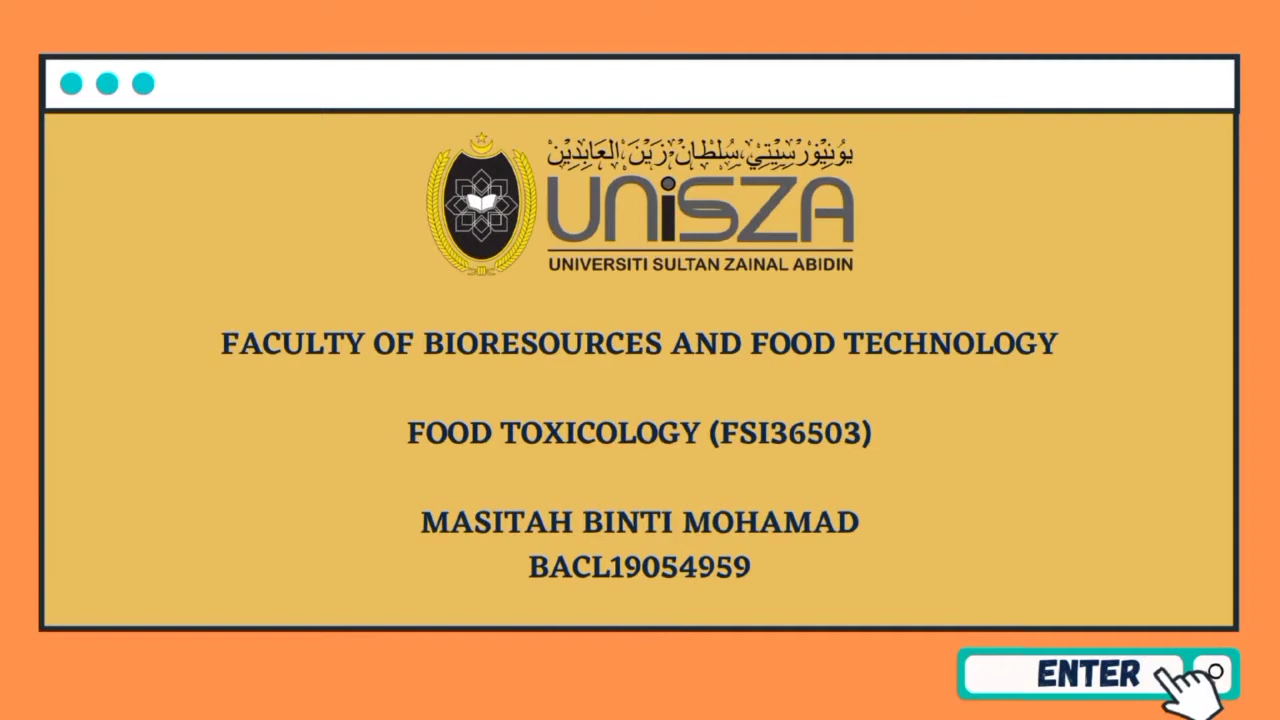 يونيۏرسيتي سلطان زين العابدين
UNiSZA
UNIVERSITI SULTAN ZAINAL ABIDIN
FACULTY OF BIORESOURCES AND FOOD TECHNOLOGY
FOOD TOXICOLOGY (FSI36503)
MASITAH BINTI MOHAMAD
BACL19054959
ENTER